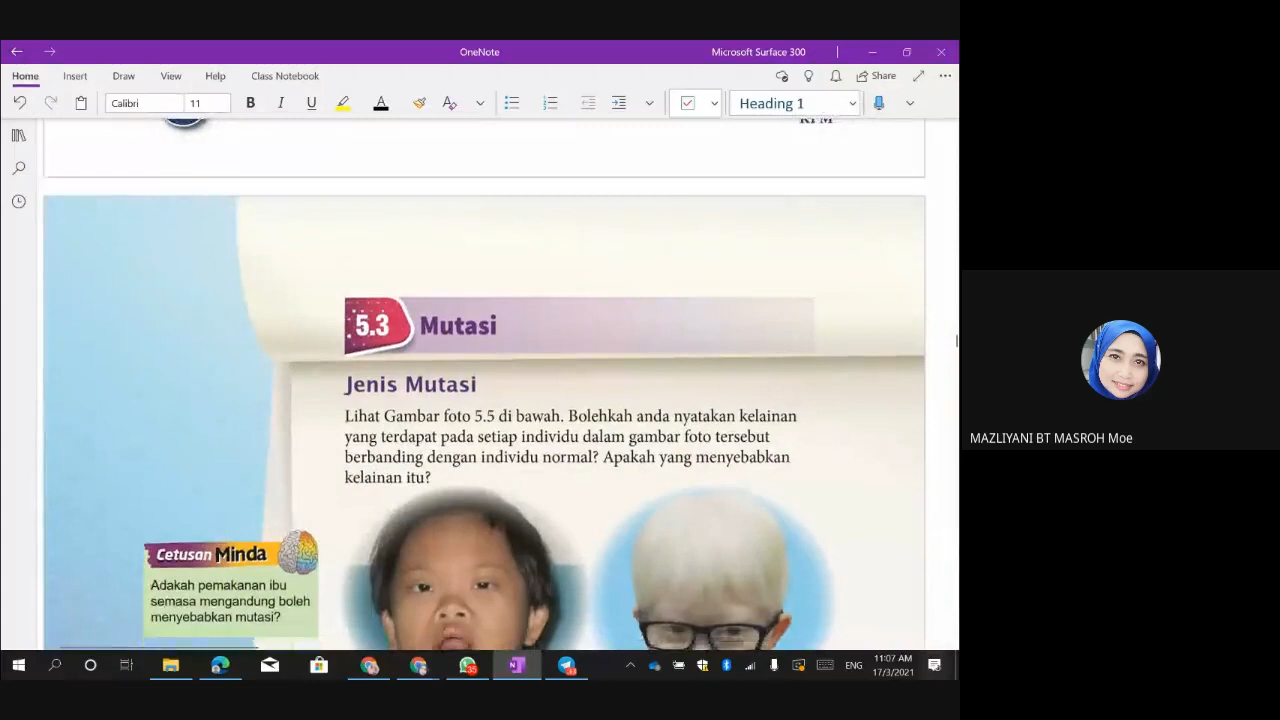 OneNote
Microsoft Surface 300
Home Insert Draw View Help Class Notebook
Share
Calibri 11 B I U A Heading 1
5.3 Mutasi
Jenis Mutasi
Lihat Gambar foto 5.5 di bawah. Bolehkah anda nyatakan kelainan
yang terdapat pada setiap individu dalam gambar foto tersebut
berbanding dengan individu normal? Apakah yang menyebabkan
kelainan itu?
Cetusan Minda
Adakah pemakanan ibu
semasa mengandung boleh
menyebabkan mutasi?
ENG
11:07 AM
17/3/2021
MAZLIYANI BT MASROH Moe